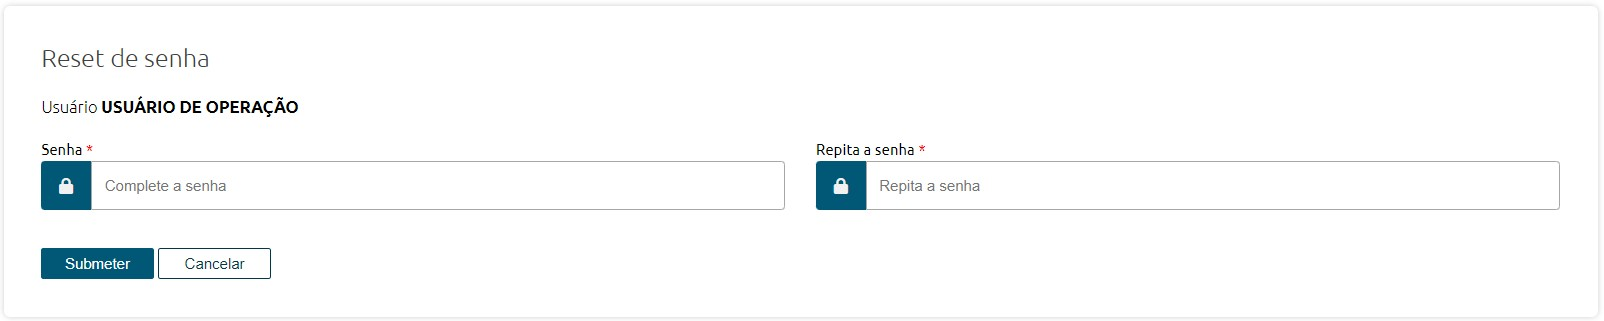 Reset de senha
Usuário USUÁRIO DE OPERAÇÃO
Senha * Repita a senha *
Complete a senha Repita a senha
Submeter Cancelar